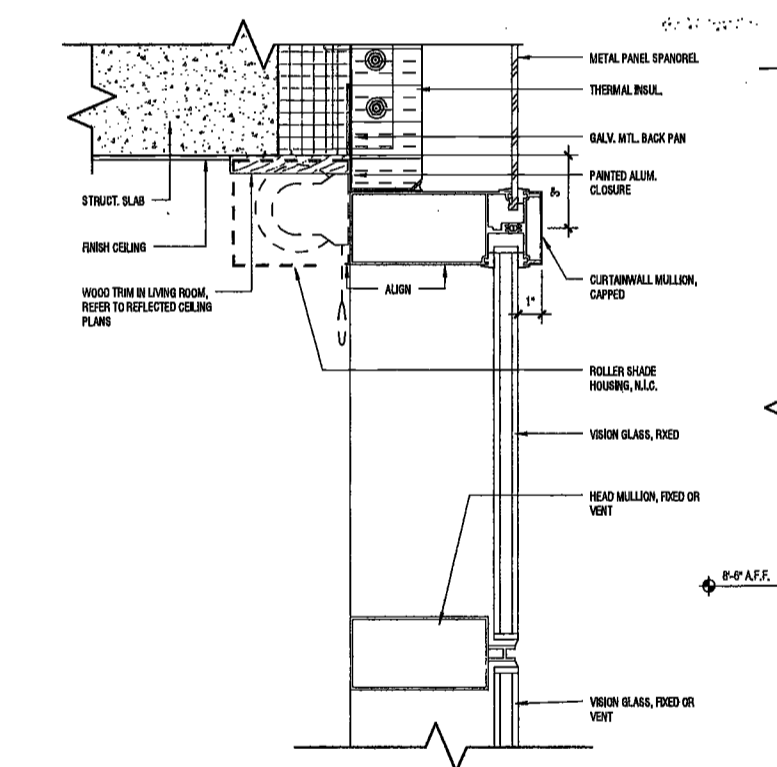 METAL PANEL SPANOREL
THERMAL INSUL.
GALV. MTL. BACK PAN
PAINTED ALUM.
CLOSURE
3"
STRUCT. SLAB
FINISH CEILING
WOOD TRIM IN LIVING ROOM,
REFER TO REFLECTED CEILING
PLANS
ALIGN
1"
CURTAINWALL MULLION,
CAPPED
ROLLER SHADE
HOUSING, N.I.C.
VISION GLASS, FIXED
HEAD MULLION, FIXED OR
VENT
8'-6" A.F.F.
VISION GLASS, FIXED OR
VENT